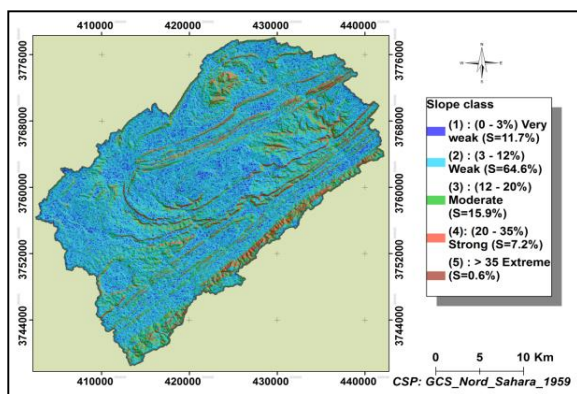 410000 420000 430000 440000
3776000
3768000
3760000
3752000
3744000
3776000
3768000
3760000
3752000
3744000
410000 420000 430000 440000
N
Slope class
(1) : (0 - 3%) Very
weak (S=11.7%)
(2) : (3 - 12%)
Weak (S=64.6%)
(3) : (12 - 20%)
Moderate
(S=15.9%)
(4): (20 - 35%)
Strong (S=7.2%)
(5) : > 35 Extreme
(S=0.6%)
0 5 10 Km
CSP: GCS_Nord_Sahara_1959